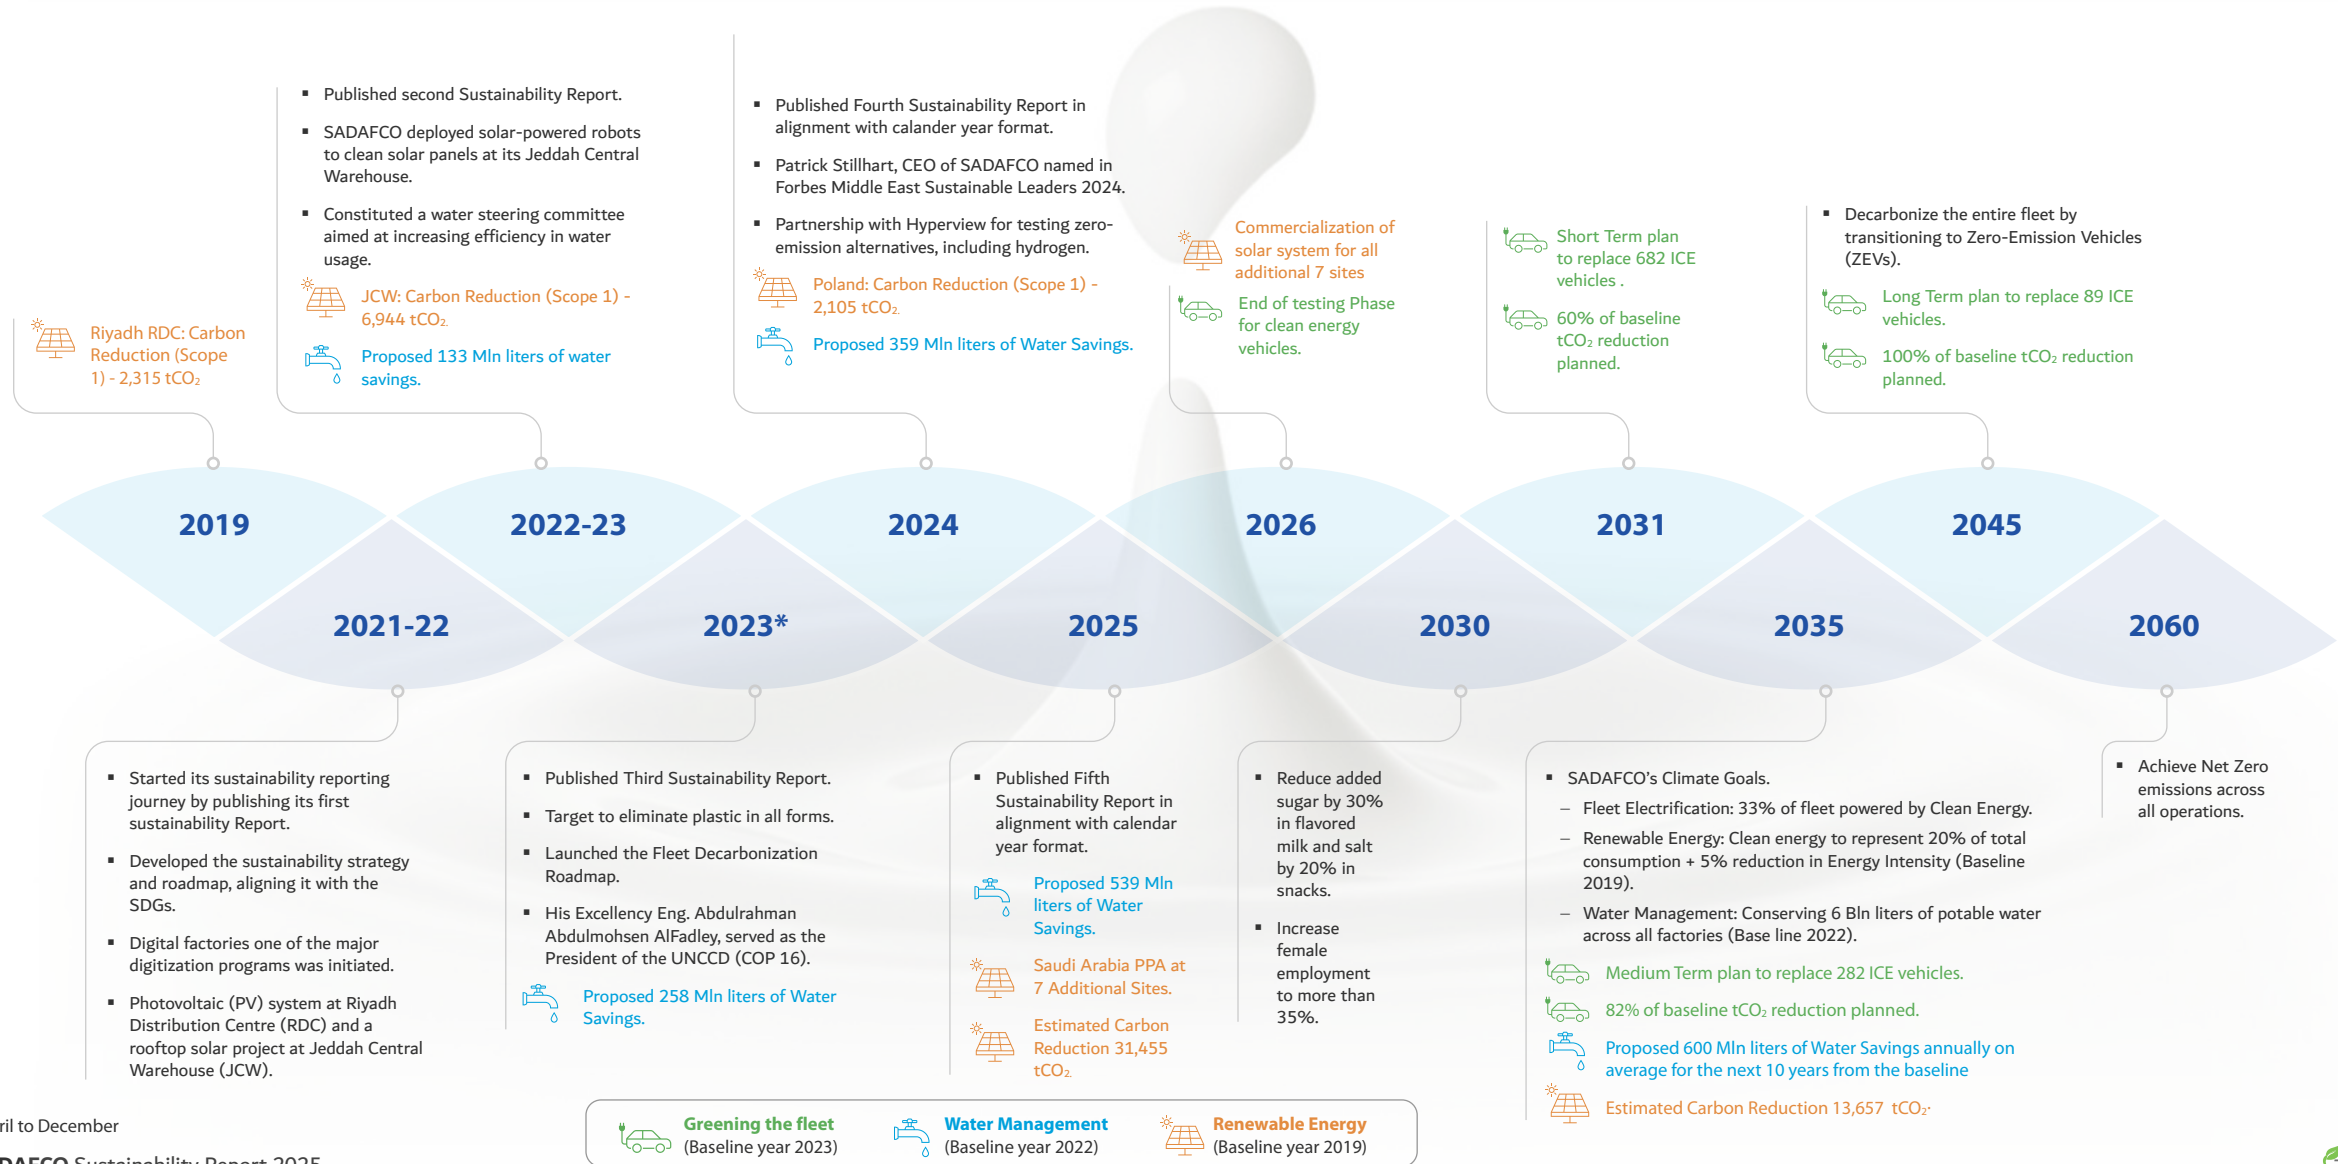 ▪ Published second Sustainability Report.
▪ SADAFCO deployed solar-powered robots
to clean solar panels at its Jeddah Central
Warehouse.
▪ Constituted a water steering committee
aimed at increasing efficiency in water
usage.
JCW: Carbon Reduction (Scope 1) -
6,944 tCO₂.
Proposed 133 Mln liters of water
savings.
Riyadh RDC: Carbon
Reduction (Scope
1) - 2,315 tCO₂
▪ Published Fourth Sustainability Report in
alignment with calander year format.
▪ Patrick Stillhart, CEO of SADAFCO named in
Forbes Middle East Sustainable Leaders 2024.
▪ Partnership with Hyperview for testing zero-
emission alternatives, including hydrogen.
Poland: Carbon Reduction (Scope 1) -
2,105 tCO₂.
Proposed 359 Mln liters of Water Savings.
Commercialization of
solar system for all
additional 7 sites
End of testing Phase
for clean energy
vehicles.
Short Term plan
to replace 682 ICE
vehicles .
60% of baseline
tCO₂ reduction
planned.
▪ Decarbonize the entire fleet by
transitioning to Zero-Emission Vehicles
(ZEVs).
Long Term plan to replace 89 ICE
vehicles.
100% of baseline tCO₂ reduction
planned.
2019
2022-23
2024
2026
2031
2045
2021-22
2023*
2025
2030
2035
2060
▪ Started its sustainability reporting
journey by publishing its first
sustainability Report.
▪ Developed the sustainability strategy
and roadmap, aligning it with the
SDGs.
▪ Digital factories one of the major
digitization programs was initiated.
▪ Photovoltaic (PV) system at Riyadh
Distribution Centre (RDC) and a
rooftop solar project at Jeddah Central
Warehouse (JCW).
▪ Published Third Sustainability Report.
▪ Target to eliminate plastic in all forms.
▪ Launched the Fleet Decarbonization
Roadmap.
▪ His Excellency Eng. Abdulrahman
Abdulmohsen AlFadley, served as the
President of the UNCCD (COP 16).
Proposed 258 Mln liters of Water
Savings.
▪ Published Fifth
Sustainability Report in
alignment with calendar
year format.
Proposed 539 Mln
liters of Water
Savings.
Saudi Arabia PPA at
7 Additional Sites.
Estimated Carbon
Reduction 31,455
tCO₂.
▪ Reduce added
sugar by 30%
in flavored
milk and salt
by 20% in
snacks.
▪ Increase
female
employment
to more than
35%.
▪ SADAFCO’s Climate Goals.
– Fleet Electrification: 33% of fleet powered by Clean Energy.
– Renewable Energy: Clean energy to represent 20% of total
consumption + 5% reduction in Energy Intensity (Baseline
2019).
– Water Management: Conserving 6 Bln liters of potable water
across all factories (Base line 2022).
Medium Term plan to replace 282 ICE vehicles.
82% of baseline tCO₂ reduction planned.
Proposed 600 Mln liters of Water Savings annually on
average for the next 10 years from the baseline
Estimated Carbon Reduction 13,657 tCO₂.
▪ Achieve Net Zero
emissions across
all operations.
ril to December
Greening the fleet
(Baseline year 2023)
Water Management
(Baseline year 2022)
Renewable Energy
(Baseline year 2019)
DAFCO Sustainability Report 2025